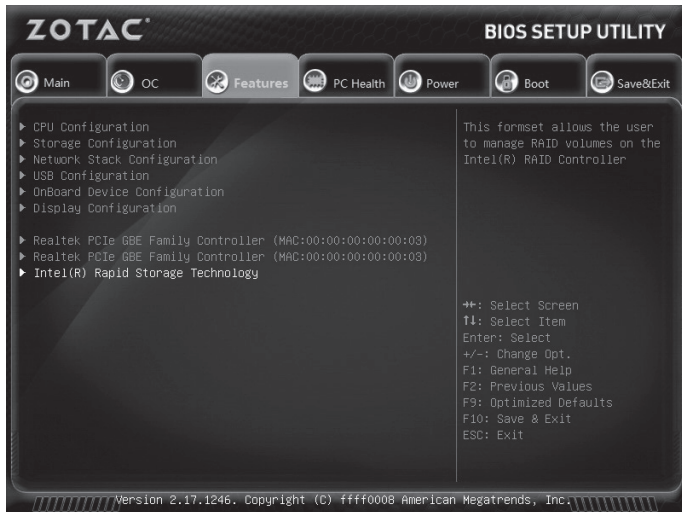 ZOTAC
BIOS SETUP UTILITY
Main OC Features PC Health Power Boot Save&Exit
CPU Configuration
Storage Configuration
Network Stack Configuration
USB Configuration
OnBoard Device Configuration
Display Configuration
Realtek PCIe GBE Family Controller (MAC:00:00:00:00:00:03)
Realtek PCIe GBE Family Controller (MAC:00:00:00:00:00:03)
Intel(R) Rapid Storage Technology
This formset allows the user
to manage RAID volumes on the
Intel(R) RAID Controller
→←: Select Screen
↑↓: Select Item
Enter: Select
+/-: Change Opt.
F1: General Help
F2: Previous Values
F9: Optimized Defaults
F10: Save & Exit
ESC: Exit
Version 2.17.1246. Copyright (C) ffff0008 American Megatrends, Inc.